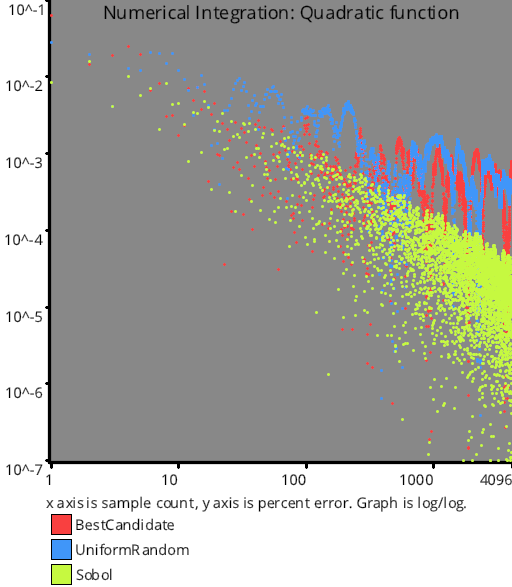 Numerical Integration: Quadratic function
10^-1
10^-2
10^-3
10^-4
10^-5
10^-6
10^-7
1 10 100 1000 4096
x axis is sample count, y axis is percent error. Graph is log/log.
BestCandidate
UniformRandom
Sobol